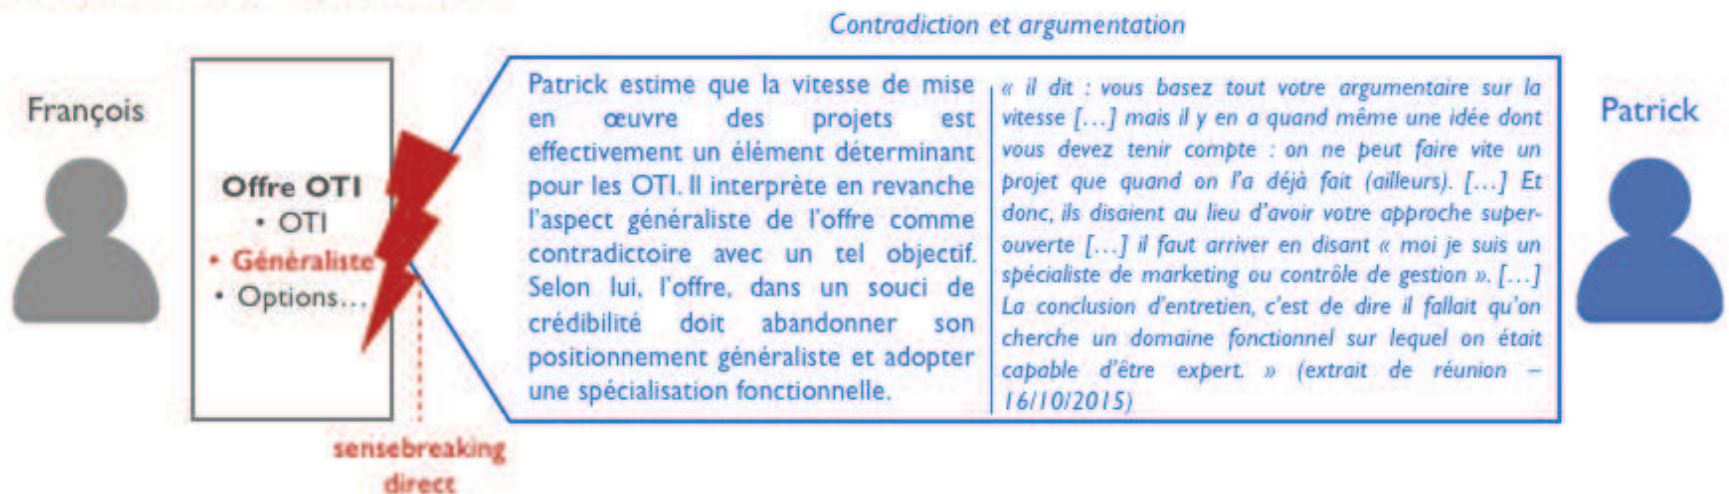 Contradiction et argumentation
François
Offre OTI
• OTI
• Génèraliste
• Options...
sensebreaking
direct
Patrick estime que la vitesse de mise
en œuvre des projets est
effectivement un élément déterminant
pour les OTI. Il interprète en revanche
l'aspect généraliste de l'offre comme
contradictoire avec un tel objectif.
Selon lui, l'offre, dans un souci de
crédibilité doit abandonner son
positionnement généraliste et adopter
une spécialisation fonctionnelle.
« il dit : vous basez tout votre argumentaire sur la
vitesse [...] mais il y en a quand même une idée dont
vous devez tenir compte : on ne peut faire vite un
projet que quand on l'a déjà fait (ailleurs). [...] Et
donc, ils disaient au lieu d'avoir votre approche super-
ouverte [...] il faut arriver en disant « moi je suis un
spécialiste de marketing ou contrôle de gestion ». [...]
La conclusion d'entretien, c'est de dire il fallait qu'on
cherche un domaine fonctionnel sur lequel on était
capable d'être expert. » (extrait de réunion –
16/10/2015)
Patrick